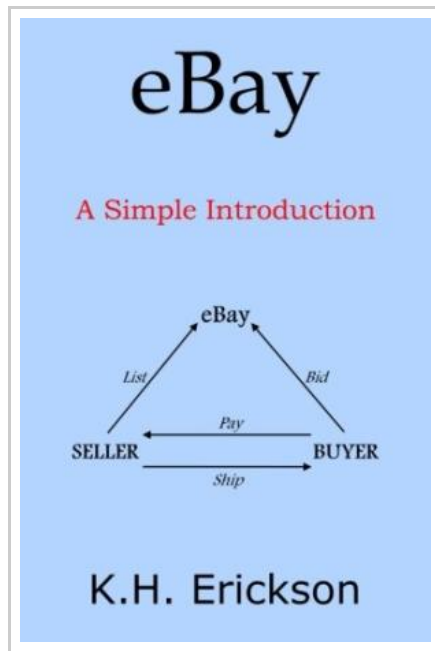 eBay
A Simple Introduction
eBay
List
Bid
Pay
SELLER
BUYER
Ship
K.H. Erickson